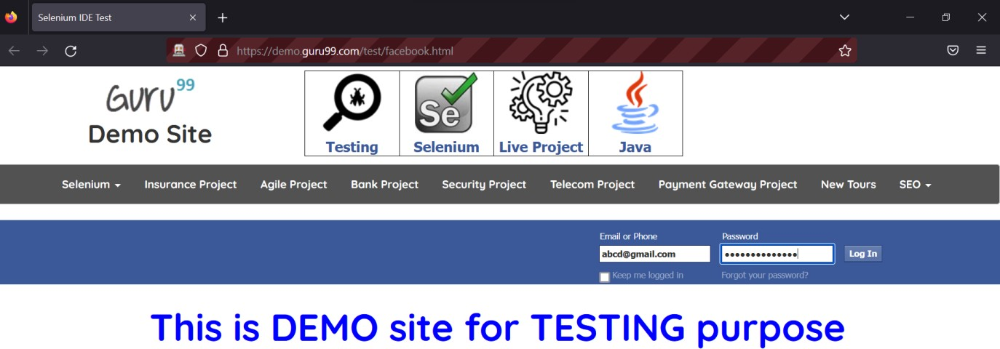 Selenium IDE Test
https://demo.guru99.com/test/facebook.html
Guru99
Demo Site
Se
Testing Selenium Live Project Java
Selenium Insurance Project Agile Project Bank Project Security Project Telecom Project Payment Gateway Project New Tours SEO
Email or Phone Password
abcd@gmail.com •••••••••••••• Log In
Keep me logged in Forgot your password?
This is DEMO site for TESTING purpose